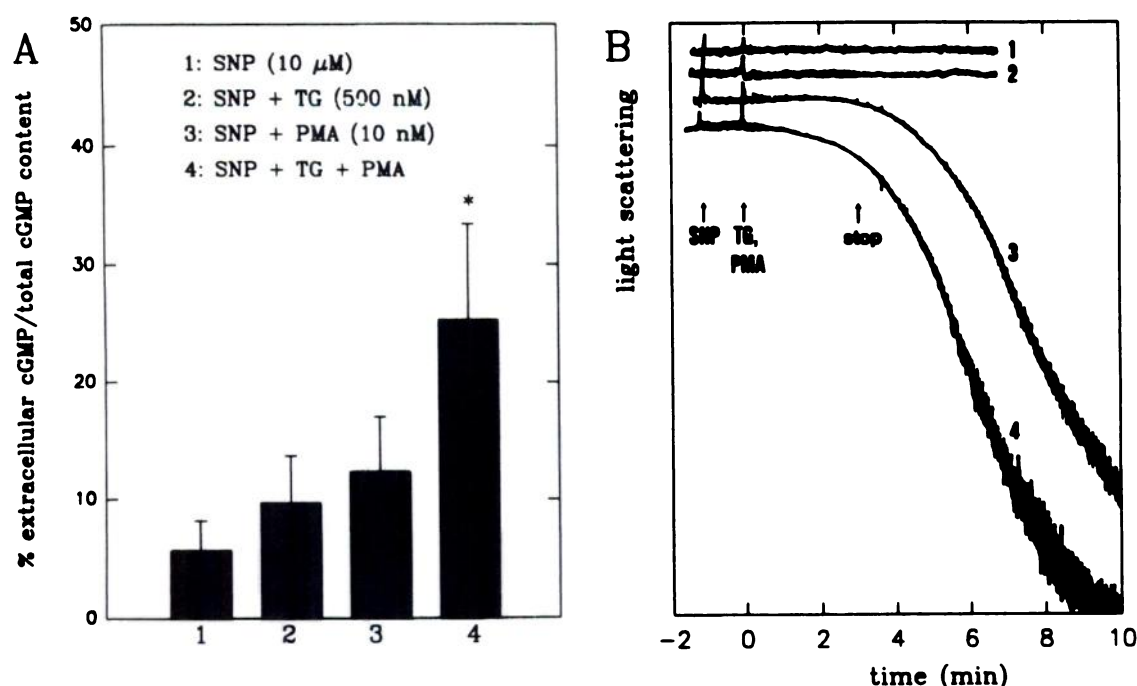 A
% extracellular cGMP/total cGMP content
50
40
30
20
10
0
1: SNP (10 µM)
2: SNP + TG (500 nM)
3: SNP + PMA (10 nM)
4: SNP + TG + PMA
*
1 2 3 4
B
light scattering
1
2
3
4
SNP
TG,
PMA
stop
-2 0 2 4 6 8 10
time (min)